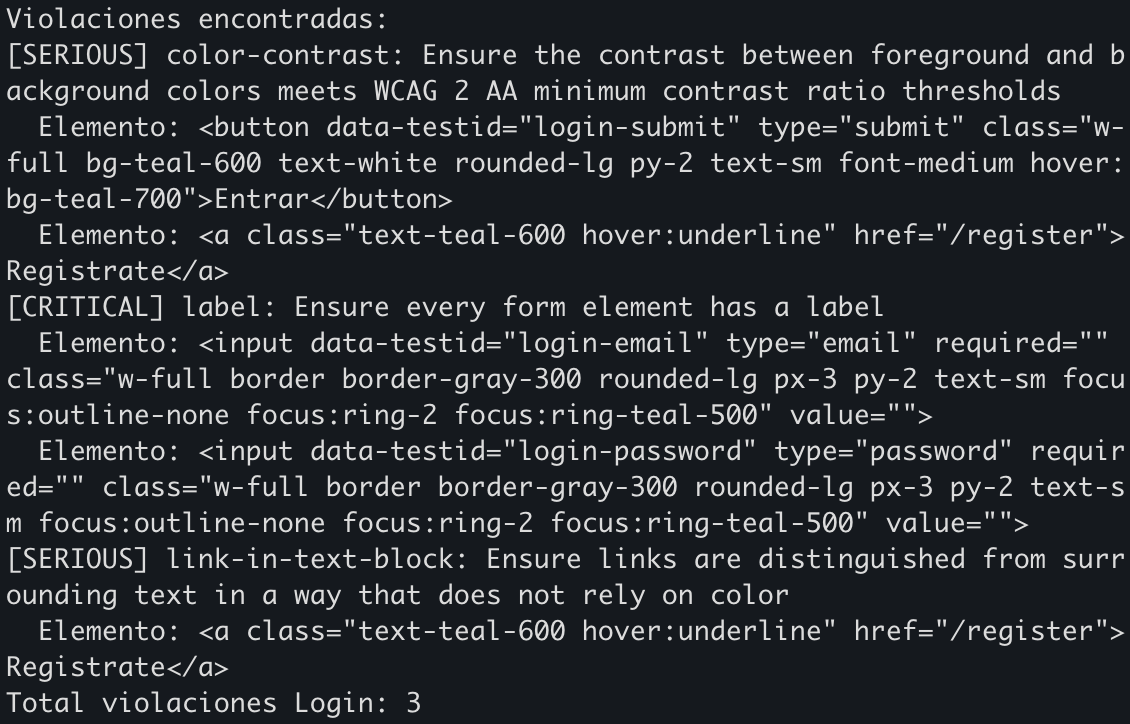 Violaciones encontradas:
[SERIOUS] color-contrast: Ensure the contrast between foreground and b
ackground colors meets WCAG 2 AA minimum contrast ratio thresholds
  Elemento: <button data-testid="login-submit" type="submit" class="w-
full bg-teal-600 text-white rounded-lg py-2 text-sm font-medium hover:
bg-teal-700">Entrar</button>
  Elemento: <a class="text-teal-600 hover:underline" href="/register">
Registrate</a>
[CRITICAL] label: Ensure every form element has a label
  Elemento: <input data-testid="login-email" type="email" required=""
class="w-full border border-gray-300 rounded-lg px-3 py-2 text-sm focu
s:outline-none focus:ring-2 focus:ring-teal-500" value="">
  Elemento: <input data-testid="login-password" type="password" requir
ed="" class="w-full border border-gray-300 rounded-lg px-3 py-2 text-s
m focus:outline-none focus:ring-2 focus:ring-teal-500" value="">
[SERIOUS] link-in-text-block: Ensure links are distinguished from surr
ounding text in a way that does not rely on color
  Elemento: <a class="text-teal-600 hover:underline" href="/register">
Registrate</a>
Total violaciones Login: 3